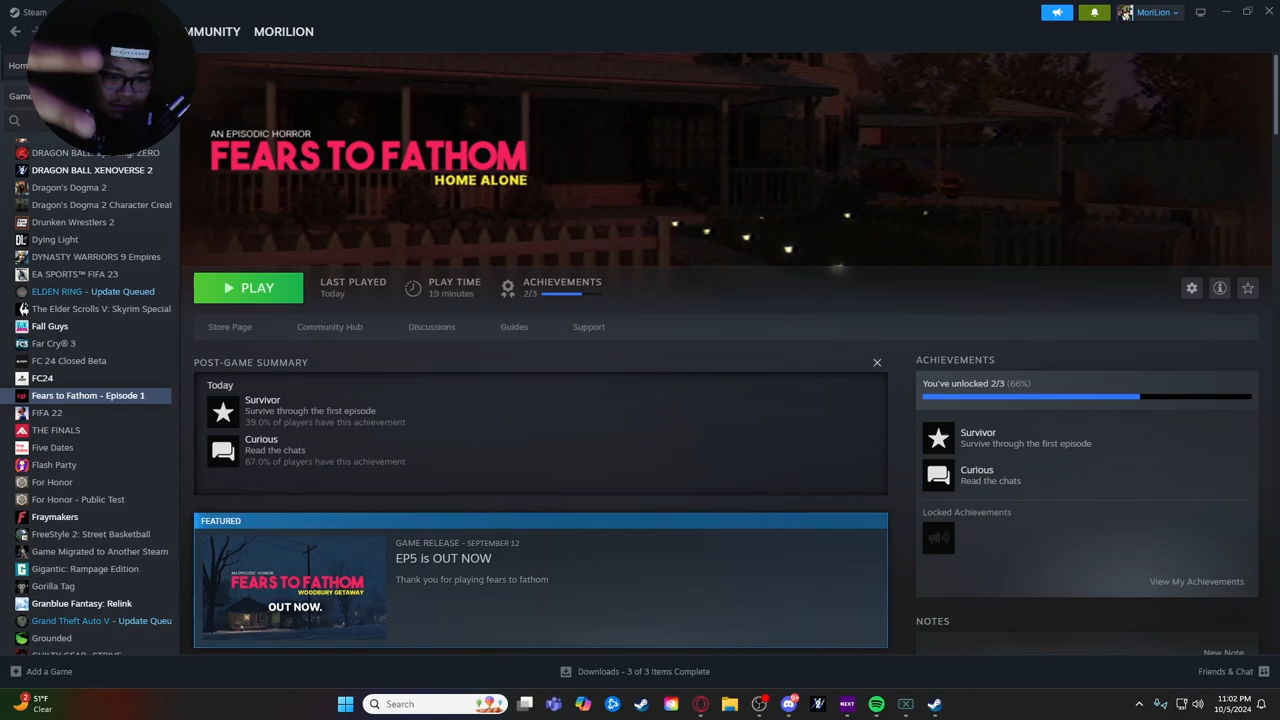 Steam
MoriLion
MMUNITY MORILION
Hom
Game
DRAGON BALL
ZERO
DRAGON BALL XENOVERSE 2
Dragon's Dogma 2
Dragon's Dogma 2 Character Creat
Drunken Wrestlers 2
Dying Light
DYNASTY WARRIORS 9 Empires
EA SPORTS™ FIFA 23
ELDEN RING - Update Queued
The Elder Scrolls V: Skyrim Special
Fall Guys
Far Cry® 3
FC 24 Closed Beta
FC24
Fears to Fathom - Episode 1
FIFA 22
THE FINALS
Five Dates
Flash Party
For Honor
For Honor - Public Test
Fraymakers
FreeStyle 2: Street Basketball
Game Migrated to Another Steam
Gigantic: Rampage Edition
Gorilla Tag
Granblue Fantasy: Relink
Grand Theft Auto V - Update Queu
Grounded
GUILTY GEAR -STRIVE-
AN EPISODIC HORROR
FEARS TO FATHOM
HOME ALONE
PLAY
LAST PLAYED
Today
PLAY TIME
19 minutes
ACHIEVEMENTS
2/3
Store Page
Community Hub
Discussions
Guides
Support
POST-GAME SUMMARY
Today
Survivor
Survive through the first episode
39.0% of players have this achievement
Curious
Read the chats
67.0% of players have this achievement
FEATURED
AN EPISODIC HORROR
FEARS TO FATHOM
WOODBURY GETAWAY
OUT NOW.
GAME RELEASE - SEPTEMBER 12
EP5 is OUT NOW
Thank you for playing fears to fathom
ACHIEVEMENTS
You've unlocked 2/3 (66%)
Survivor
Survive through the first episode
Curious
Read the chats
Locked Achievements
View My Achievements
NOTES
New Note
Add a Game
Downloads - 3 of 3 Items Complete
Friends & Chat
2
51°F
Clear
Search
NEXT
11:02 PM
10/5/2024